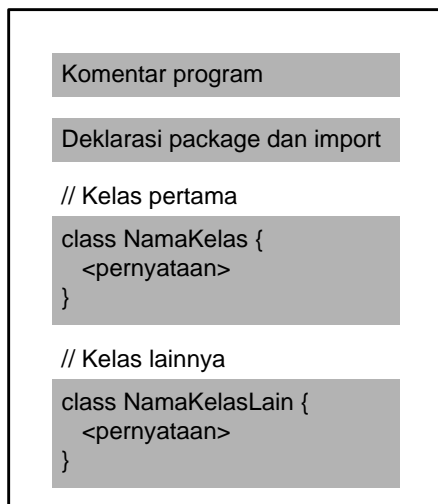 Komentar program
Deklarasi package dan import
// Kelas pertama
class NamaKelas {
<pernyataan>
}
// Kelas lainnya
class NamaKelasLain {
<pernyataan>
}